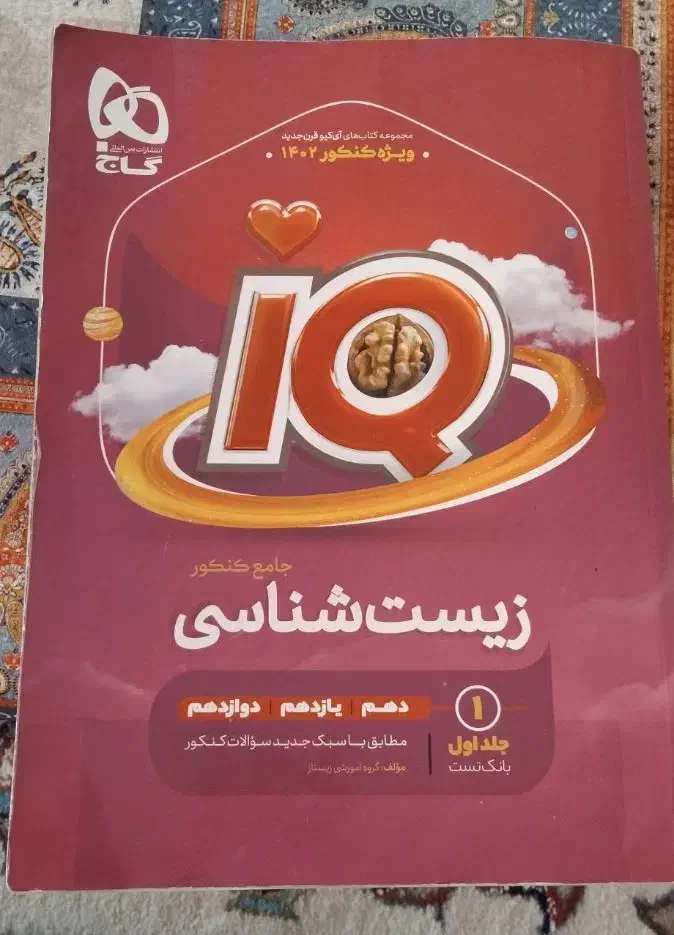 انتشارات بین‌المللی
گاج
مجموعه کتاب‌های آی‌کیو قرن جدید
• ویژه کنکور ۱۴۰۲ •
IQ
جامع کنکور
زیست‌شناسی
۱
جلد اول
بانک تست
دهم | یازدهم | دوازدهم
مطابق با سبک جدید سؤالات کنکور
مؤلف: گروه آموزشی زیستاز